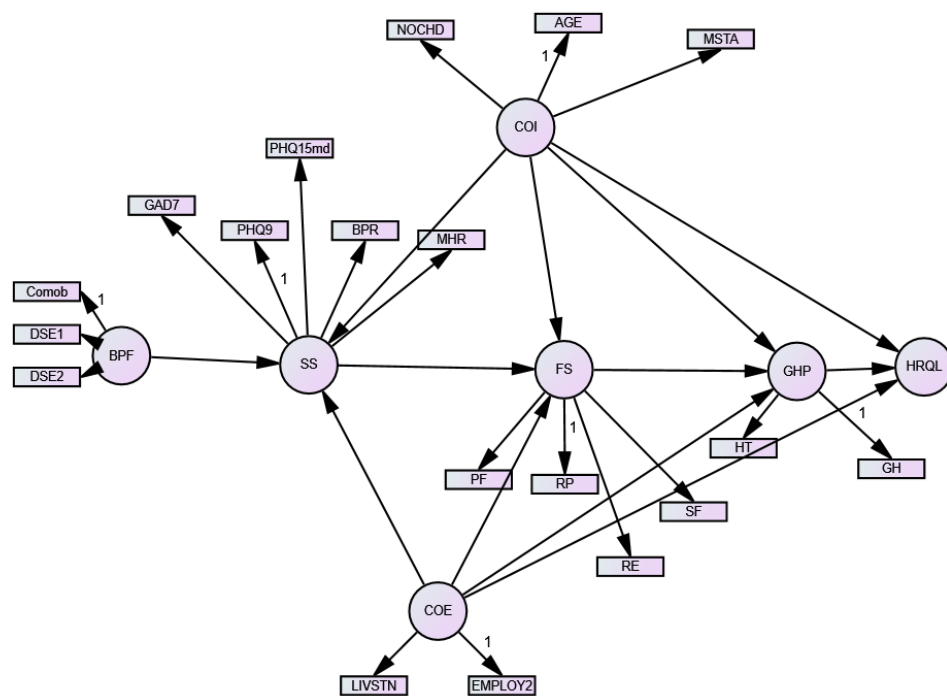 AGE
NOCHD
MSTA
1
COI
PHQ15md
GAD7
PHQ9
BPR
MHR
1
Comob
1
DSE1
BPF
DSE2
SS
FS
GHP
HRQL
1
1
HT
PF
RP
GH
SF
RE
COE
1
LIVSTN
EMPLOY2